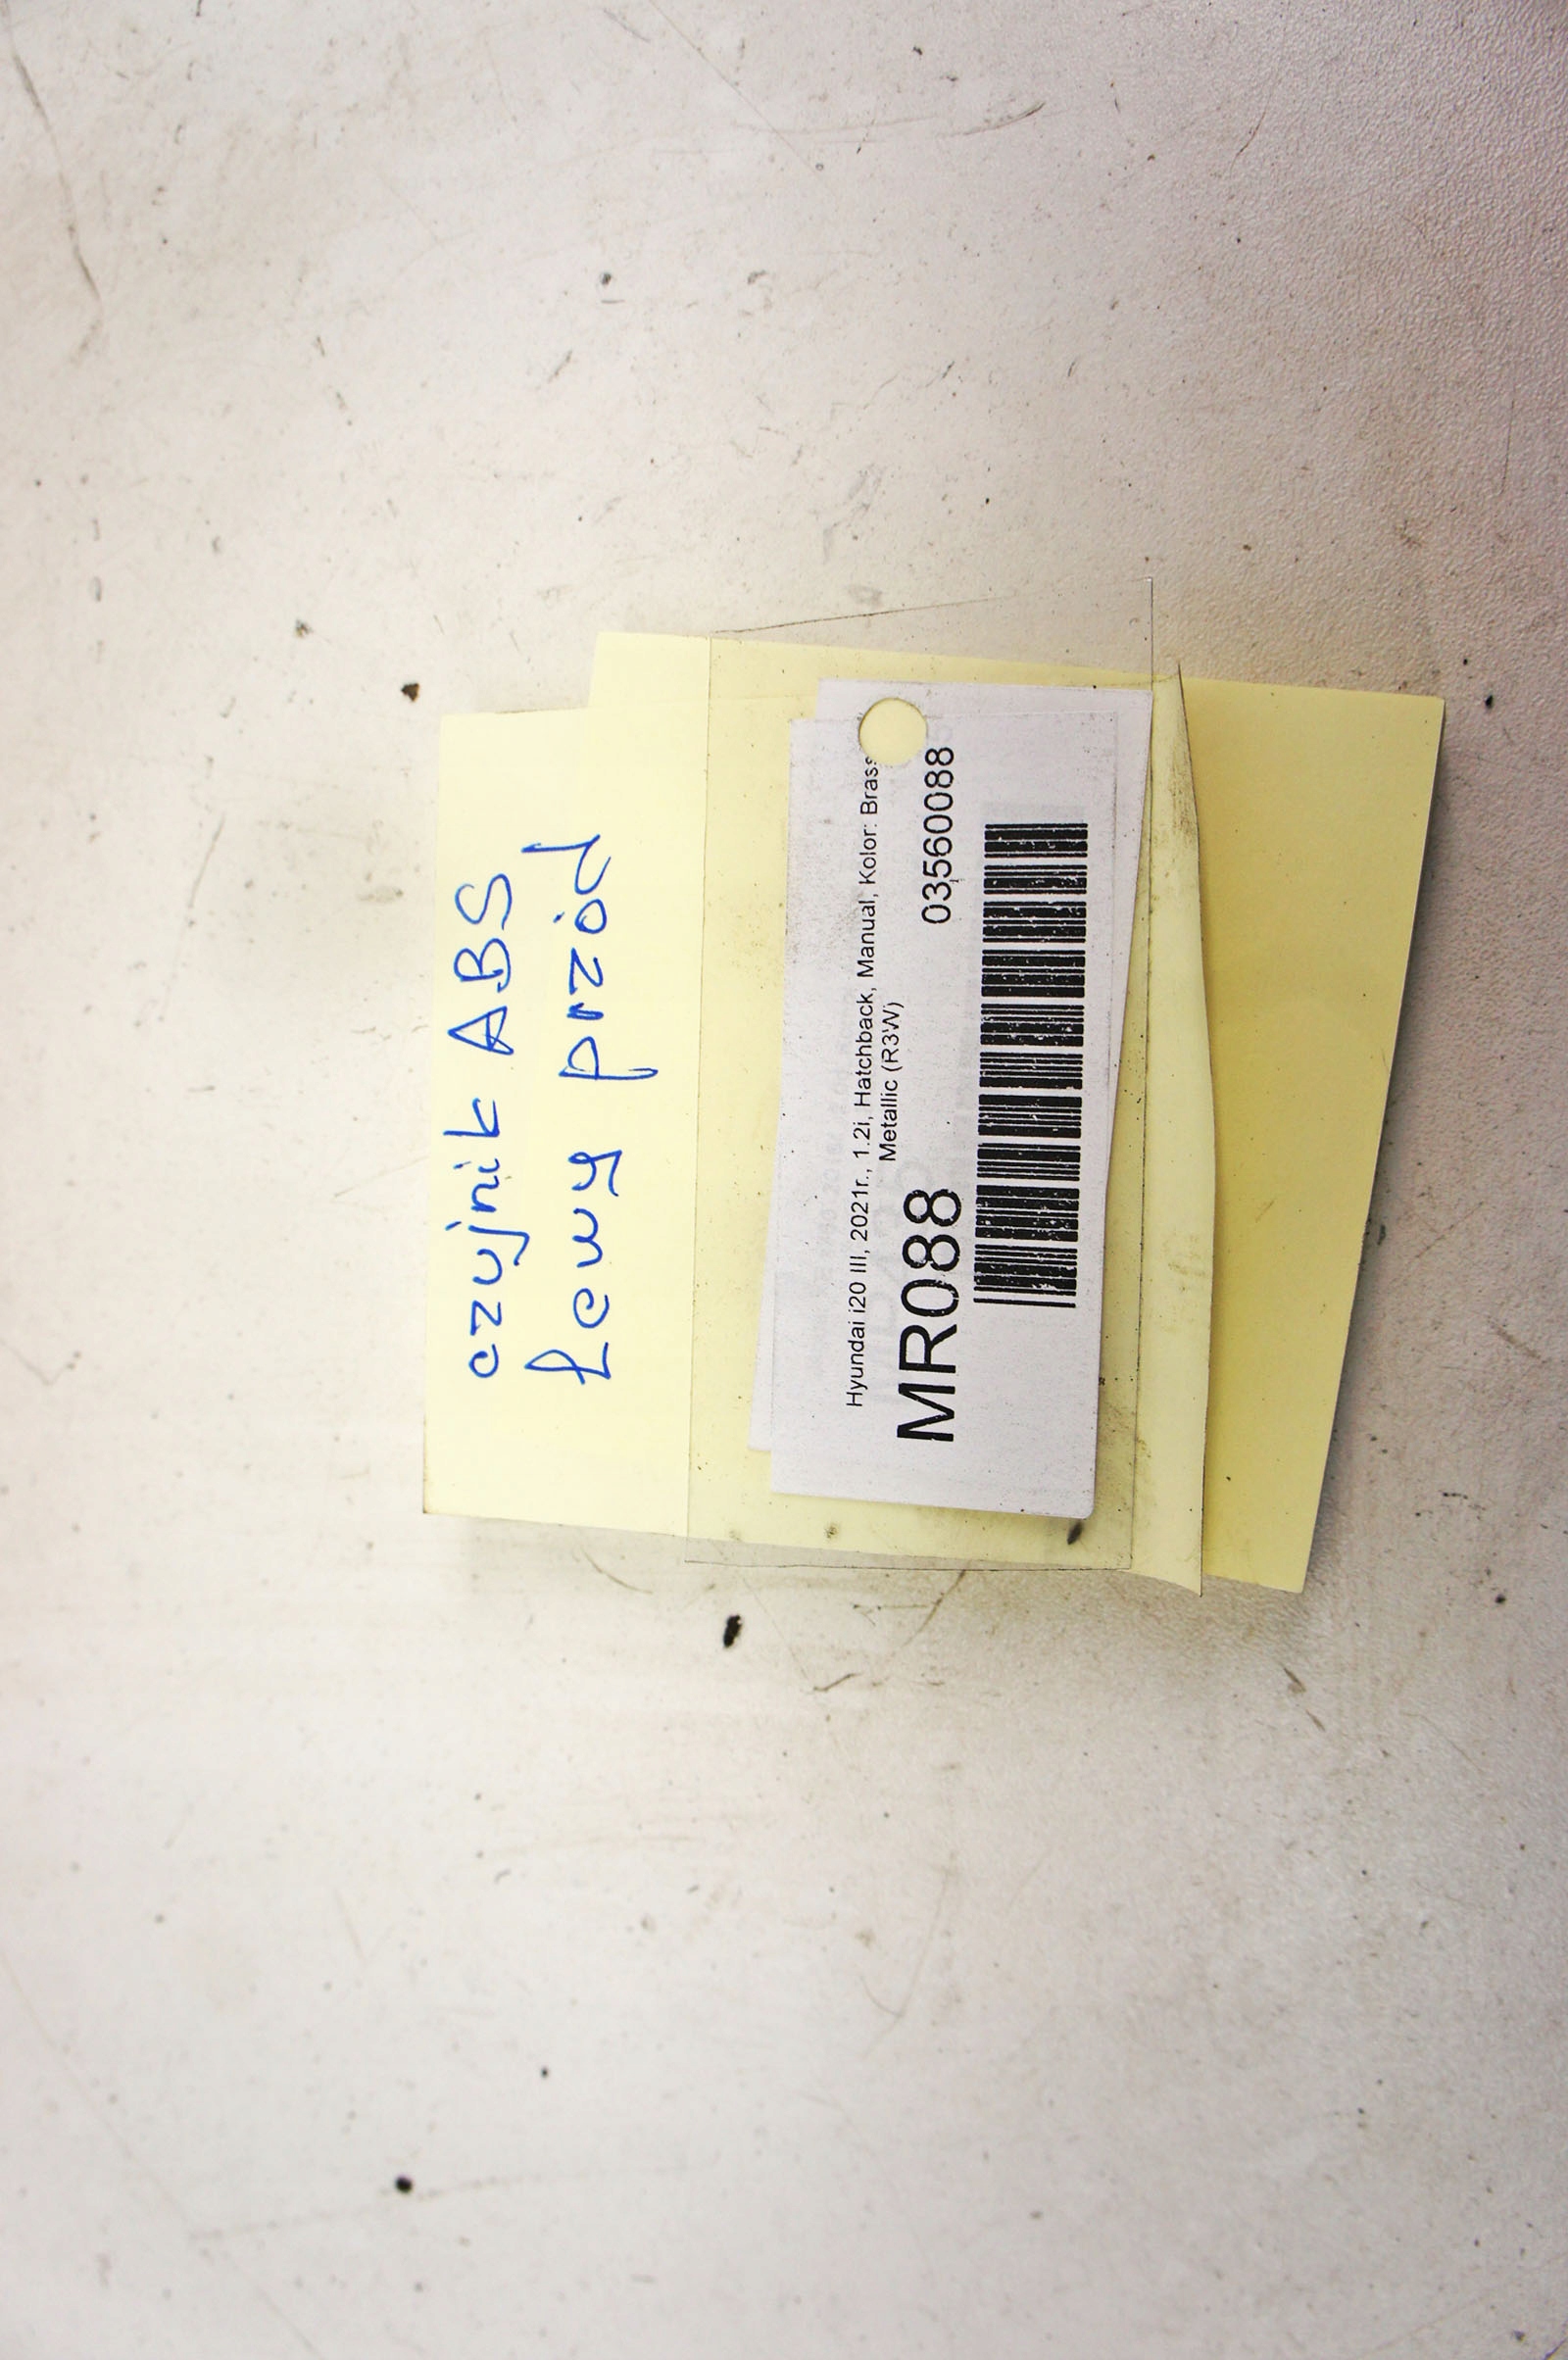 czujnik ABS
Lewy przód
Hyundai i20 III, 2021r., 1.2i, Hatchback, Manual, Kolor: Brass
Metallic (R3W)
MR088 03560088